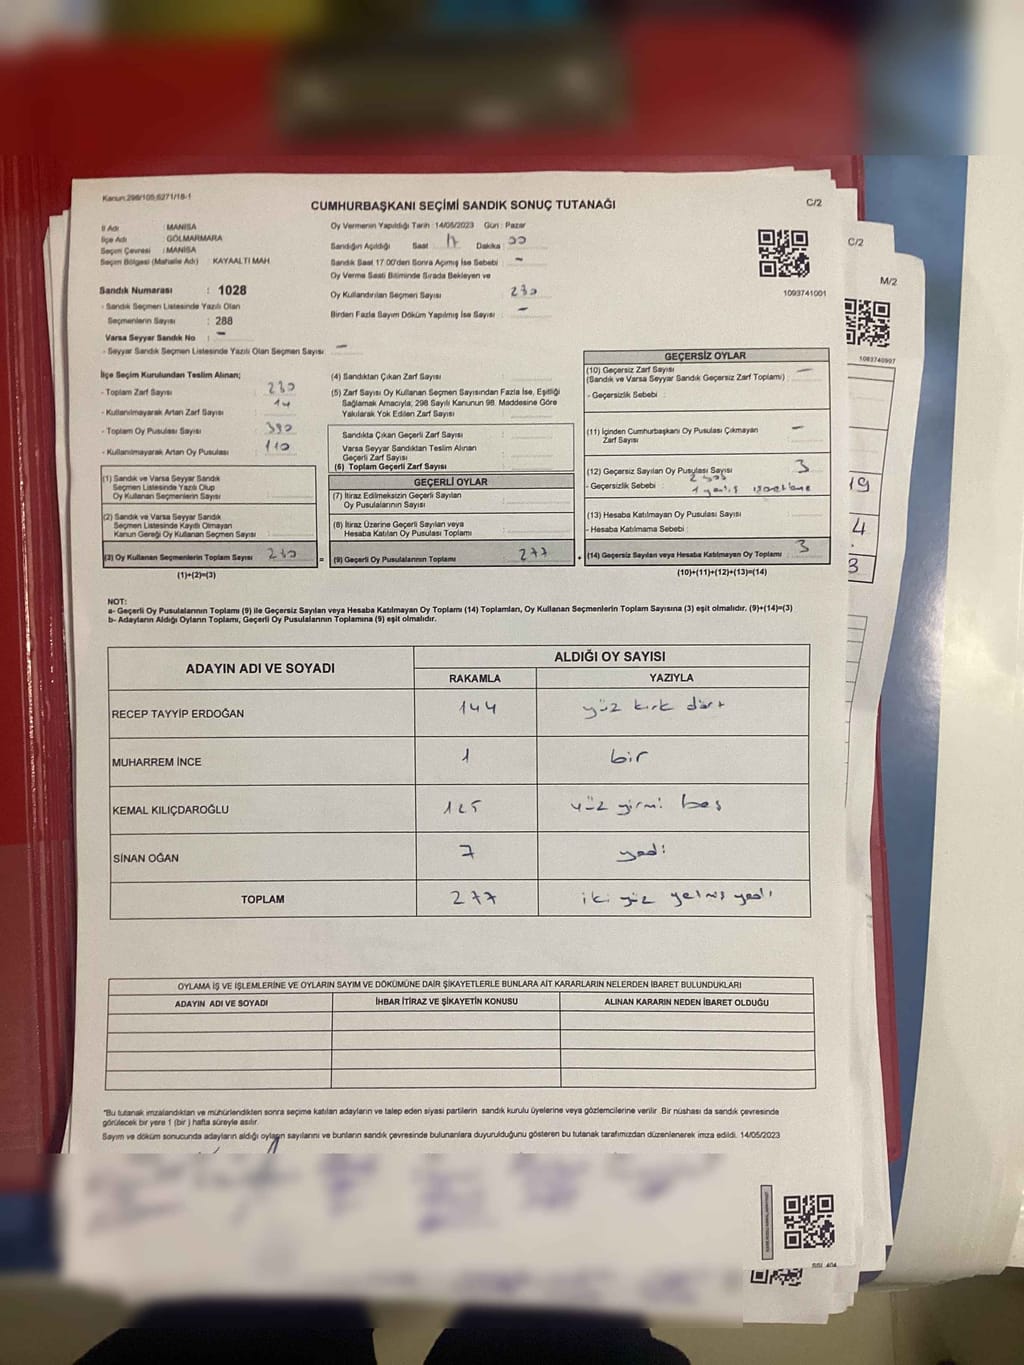 Kanun:298/105;6271/18-1
CUMHURBAŞKANI SEÇİMİ SANDIK SONUÇ TUTANAĞI
C/2
İl Adı : MANİSA
İlçe Adı : GÖLMARMARA
Seçim Çevresi : MANİSA
Seçim Bölgesi (Mahalle Adı) KAYAALTI MAH.
Sandık Numarası : 1028
- Sandık Seçmen Listesinde Yazılı Olan
Seçmenlerin Sayısı : 288
Varsa Seyyar Sandık No : -
- Seyyar Sandık Seçmen Listesinde Yazılı Olan Seçmen Sayısı : -
Oy Vermenin Yapıldığı Tarih : 14/05/2023 Gün : Pazar
Sandığın Açıldığı Saat 17 Dakika : 00
Sandık Saat 17.00'den Sonra Açılmış İse Sebebi : -
Oy Verme Saati Bitiminde Sırada Bekleyen ve
Oy Kullandırılan Seçmen Sayısı : 280
Birden Fazla Sayım Döküm Yapılmış İse Sayısı : -
1093741001
İlçe Seçim Kurulundan Teslim Alınan;
- Toplam Zarf Sayısı :
- Kullanılmayarak Artan Zarf Sayısı : 14
- Toplam Oy Pusulası Sayısı : 390
- Kullanılmayarak Artan Oy Pusulası : 110
(1) Sandık ve Varsa Seyyar Sandık
Seçmen Listesinde Yazılı Olup
Oy Kullanan Seçmenlerin Sayısı :
(2) Sandık ve Varsa Seyyar Sandık
Seçmen Listesinde Kayıtlı Olmayan
Kanun Gereği Oy Kullanan Seçmen Sayısı :
(3) Oy Kullanan Seçmenlerin Toplam Sayısı : 280
(1)+(2)=(3)
(4) Sandıktan Çıkan Zarf Sayısı :
(5) Zarf Sayısı Oy Kullanan Seçmen Sayısından Fazla İse, Eşitliği
Sağlamak Amacıyla, 298 Sayılı Kanunun 98. Maddesine Göre
Yakılarak Yok Edilen Zarf Sayısı :
Sandıkta Çıkan Geçerli Zarf Sayısı :
Varsa Seyyar Sandıktan Teslim Alınan
Geçerli Zarf Sayısı :
(6) Toplam Geçerli Zarf Sayısı :
GEÇERLİ OYLAR
(7) İtiraz Edilmeksizin Geçerli Sayılan
Oy Pusulalarının Sayısı :
(8) İtiraz Üzerine Geçerli Sayılan veya
Hesaba Katılan Oy Pusulası Toplamı :
= (9) Geçerli Oy Pusulalarının Toplamı : 277 +
GEÇERSİZ OYLAR
(10) Geçersiz Zarf Sayısı : -
(Sandık ve Varsa Seyyar Sandık Geçersiz Zarf Toplamı)
- Geçersizlik Sebebi :
(11) İçinden Cumhurbaşkanı Oy Pusulası Çıkmayan
Zarf Sayısı : -
(12) Geçersiz Sayılan Oy Pusulası Sayısı : 3
2 boş
- Geçersizlik Sebebi : 1 yanlış işaretleme
(13) Hesaba Katılmayan Oy Pusulası Sayısı :
- Hesaba Katılmama Sebebi :
(14) Geçersiz Sayılan veya Hesaba Katılmayan Oy Toplamı : 3
(10)+(11)+(12)+(13)=(14)
NOT:
a- Geçerli Oy Pusulalarının Toplamı (9) ile Geçersiz Sayılan veya Hesaba Katılmayan Oy Toplamı (14) Toplamları, Oy Kullanan Seçmenlerin Toplam Sayısına (3) eşit olmalıdır. (9)+(14)=(3)
b- Adayların Aldığı Oyların Toplamı, Geçerli Oy Pusulalarının Toplamına (9) eşit olmalıdır.
ADAYIN ADI VE SOYADI ALDIĞI OY SAYISI
RAKAMLA YAZIYLA
RECEP TAYYİP ERDOĞAN 144 yüz kırk dört
MUHARREM İNCE 1 bir
KEMAL KILIÇDAROĞLU 125 yüz yirmi beş
SİNAN OĞAN 7 yedi
TOPLAM 277 iki yüz yetmiş yedi
OYLAMA İŞ VE İŞLEMLERİNE VE OYLARIN SAYIM VE DÖKÜMÜNE DAİR ŞİKAYETLERLE BUNLARA AİT KARARLARIN NELERDEN İBARET BULUNDUKLARI
ADAYIN ADI VE SOYADI İHBAR İTİRAZ VE ŞİKAYETİN KONUSU ALINAN KARARIN NEDEN İBARET OLDUĞU
*Bu tutanak imzalandıktan ve mühürlendikten sonra seçime katılan adayların ve talep eden siyasi partilerin sandık kurulu üyelerine veya gözlemcilerine verilir .Bir nüshası da sandık çevresinde
görülecek bir yere 1 (bir ) hafta süreyle asılır.
Sayım ve döküm sonucunda adayların aldığı oyların sayılarını ve bunların sandık çevresinde bulunanlara duyurulduğunu gösteren bu tutanak tarafımızdan düzenlenerek imza edildi. 14/05/2023
C/2
M/2
1093740997
19
4
3